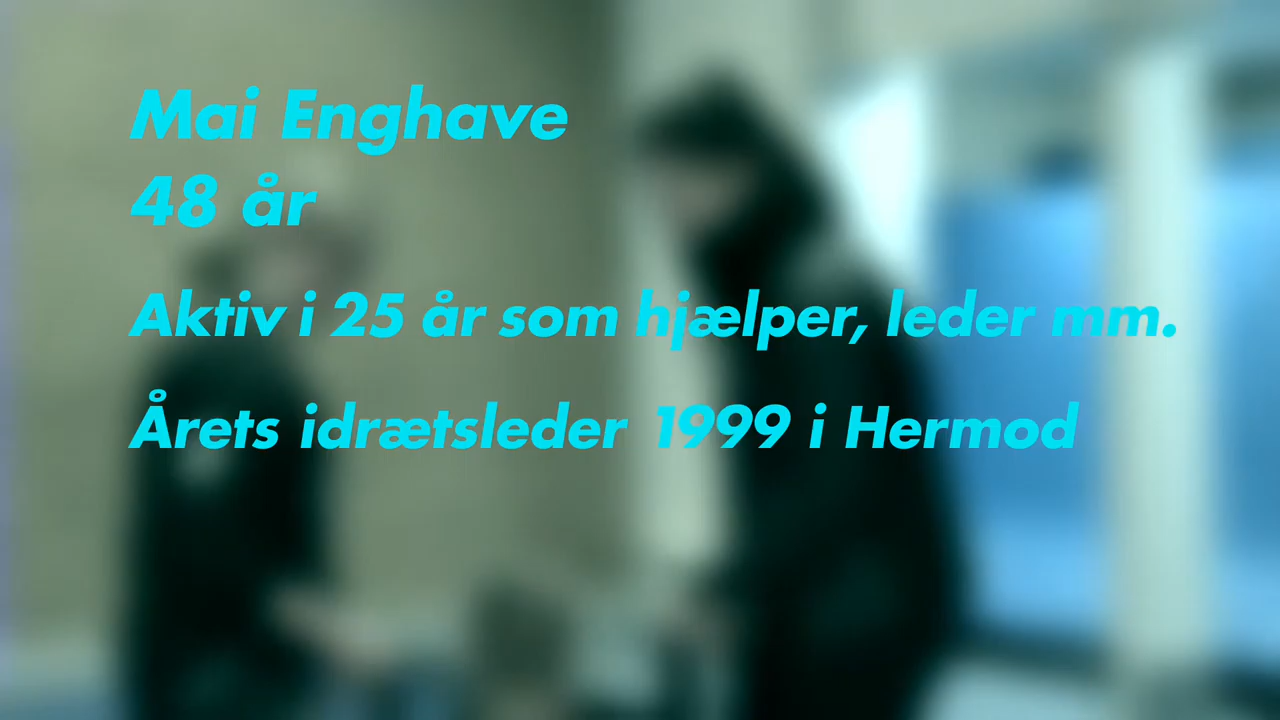 Mai Enghave
48 år
Aktiv i 25 år som hjælper, leder mm.
Årets idrætsleder 1999 i Hermod